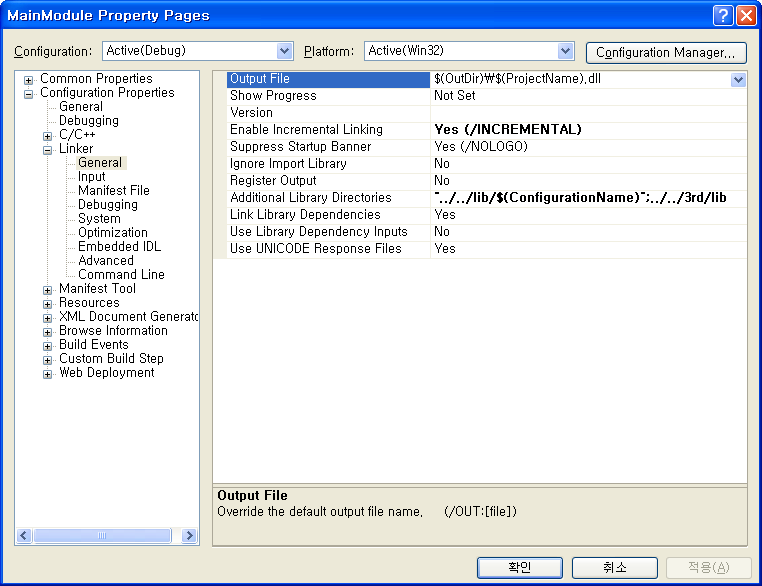 MainModule Property Pages
Configuration: Active(Debug) Platform: Active(Win32) Configuration Manager...
Common Properties
Configuration Properties
General
Debugging
C/C++
Linker
General
Input
Manifest File
Debugging
System
Optimization
Embedded IDL
Advanced
Command Line
Manifest Tool
Resources
XML Document Generato
Browse Information
Build Events
Custom Build Step
Web Deployment
Output File $(OutDir)₩$(ProjectName).dll
Show Progress Not Set
Version
Enable Incremental Linking Yes (/INCREMENTAL)
Suppress Startup Banner Yes (/NOLOGO)
Ignore Import Library No
Register Output No
Additional Library Directories "../../lib/$(ConfigurationName)";../../3rd/lib
Link Library Dependencies Yes
Use Library Dependency Inputs No
Use UNICODE Response Files Yes
Output File
Override the default output file name. (/OUT:[file])
확인 취소 적용(A)